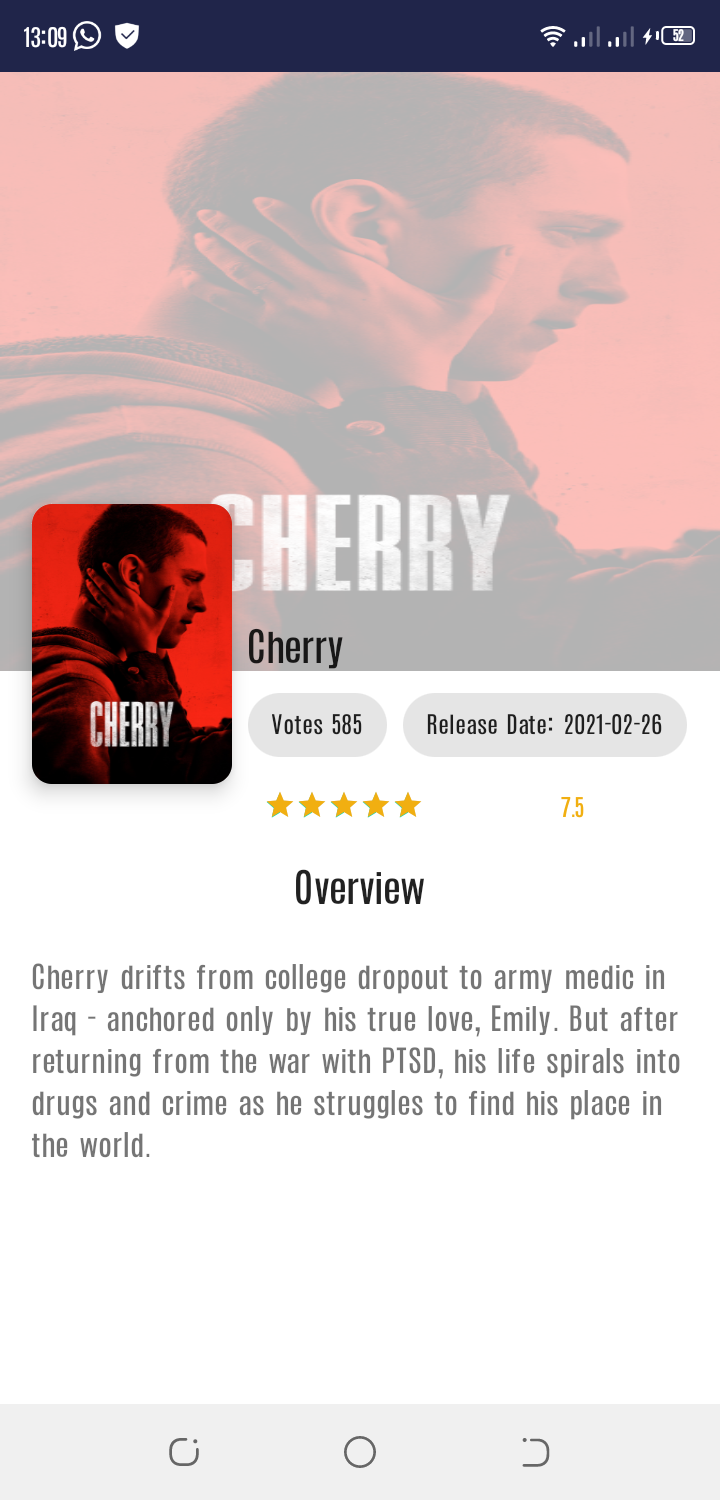 13:09
52
CHERRY
CHERRY
Cherry
Votes 585
Release Date: 2021-02-26
7.5
Overview
Cherry drifts from college dropout to army medic in
Iraq - anchored only by his true love, Emily. But after
returning from the war with PTSD, his life spirals into
drugs and crime as he struggles to find his place in
the world.